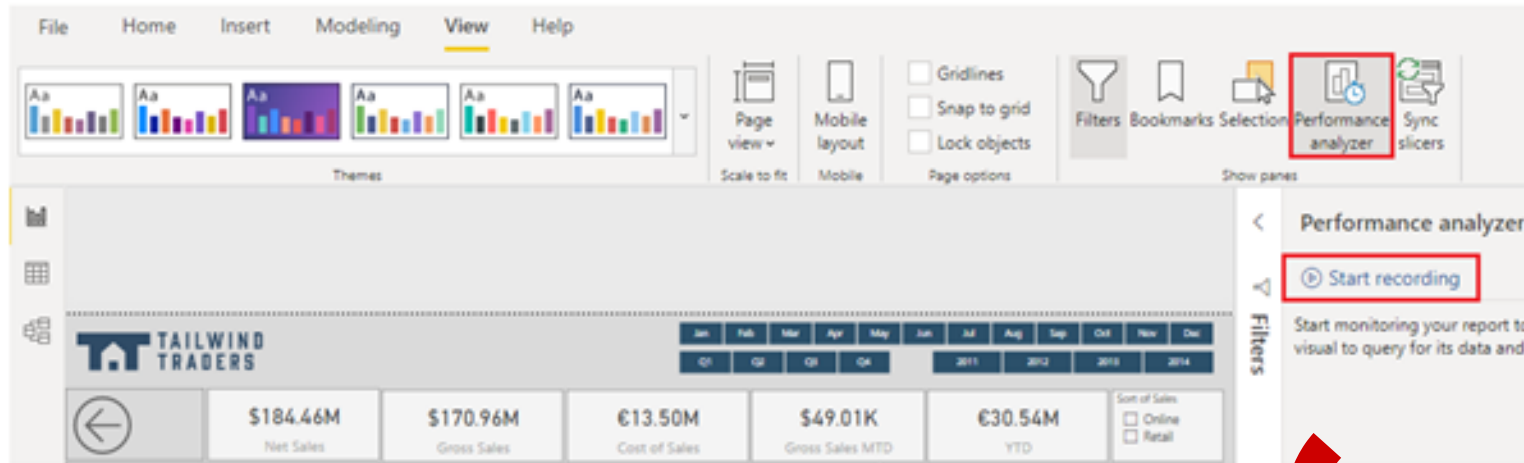 File Home Insert Modeling View Help
Aa Aa Aa Aa Aa Aa
Gridlines
Snap to grid
Lock objects
Page view
Mobile layout
Filters Bookmarks Selection Performance analyzer Sync slicers
Themes Scale to fit Mobile Page options Show panes
Performance analyzer
Start recording
Start monitoring your report to
visual to query for its data and
Filters
TAILWIND
TRADERS
Jan Feb Mar Apr May Jun Jul Aug Sep Oct Nov Dec
Q1 Q2 Q3 Q4 2011 2012 2013 2014
$184.46M $170.96M €13.50M $49.01K €30.54M
Net Sales Gross Sales Cost of Sales Gross Sales MTD YTD
Sort of Sales
Online
Retail